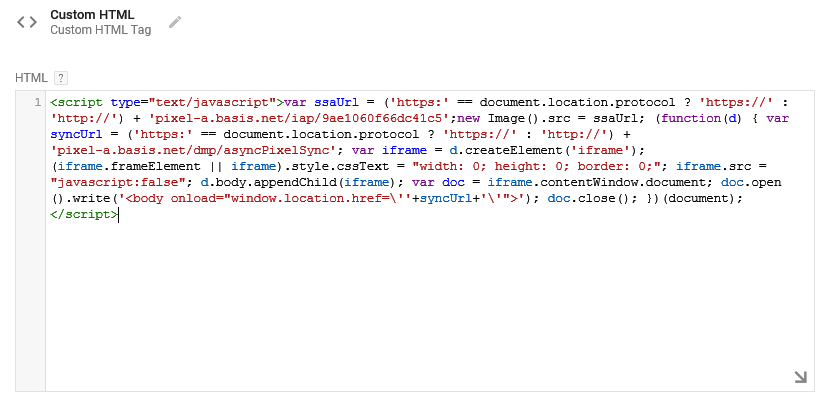 Custom HTML
Custom HTML Tag
HTML ?
1 <script type="text/javascript">var ssaUrl = ('https:' == document.location.protocol ? 'https://' :
'http://') + 'pixel-a.basis.net/iap/9ae1060f66dc41c5';new Image().src = ssaUrl; (function(d) { var
syncUrl = ('https:' == document.location.protocol ? 'https://' : 'http://') +
'pixel-a.basis.net/dmp/asyncPixelSync'; var iframe = d.createElement('iframe');
(iframe.frameElement || iframe).style.cssText = "width: 0; height: 0; border: 0;"; iframe.src =
"javascript:false"; d.body.appendChild(iframe); var doc = iframe.contentWindow.document; doc.open
().write('<body onload="window.location.href=\''+syncUrl+'\'">'); doc.close(); })(document);
</script>